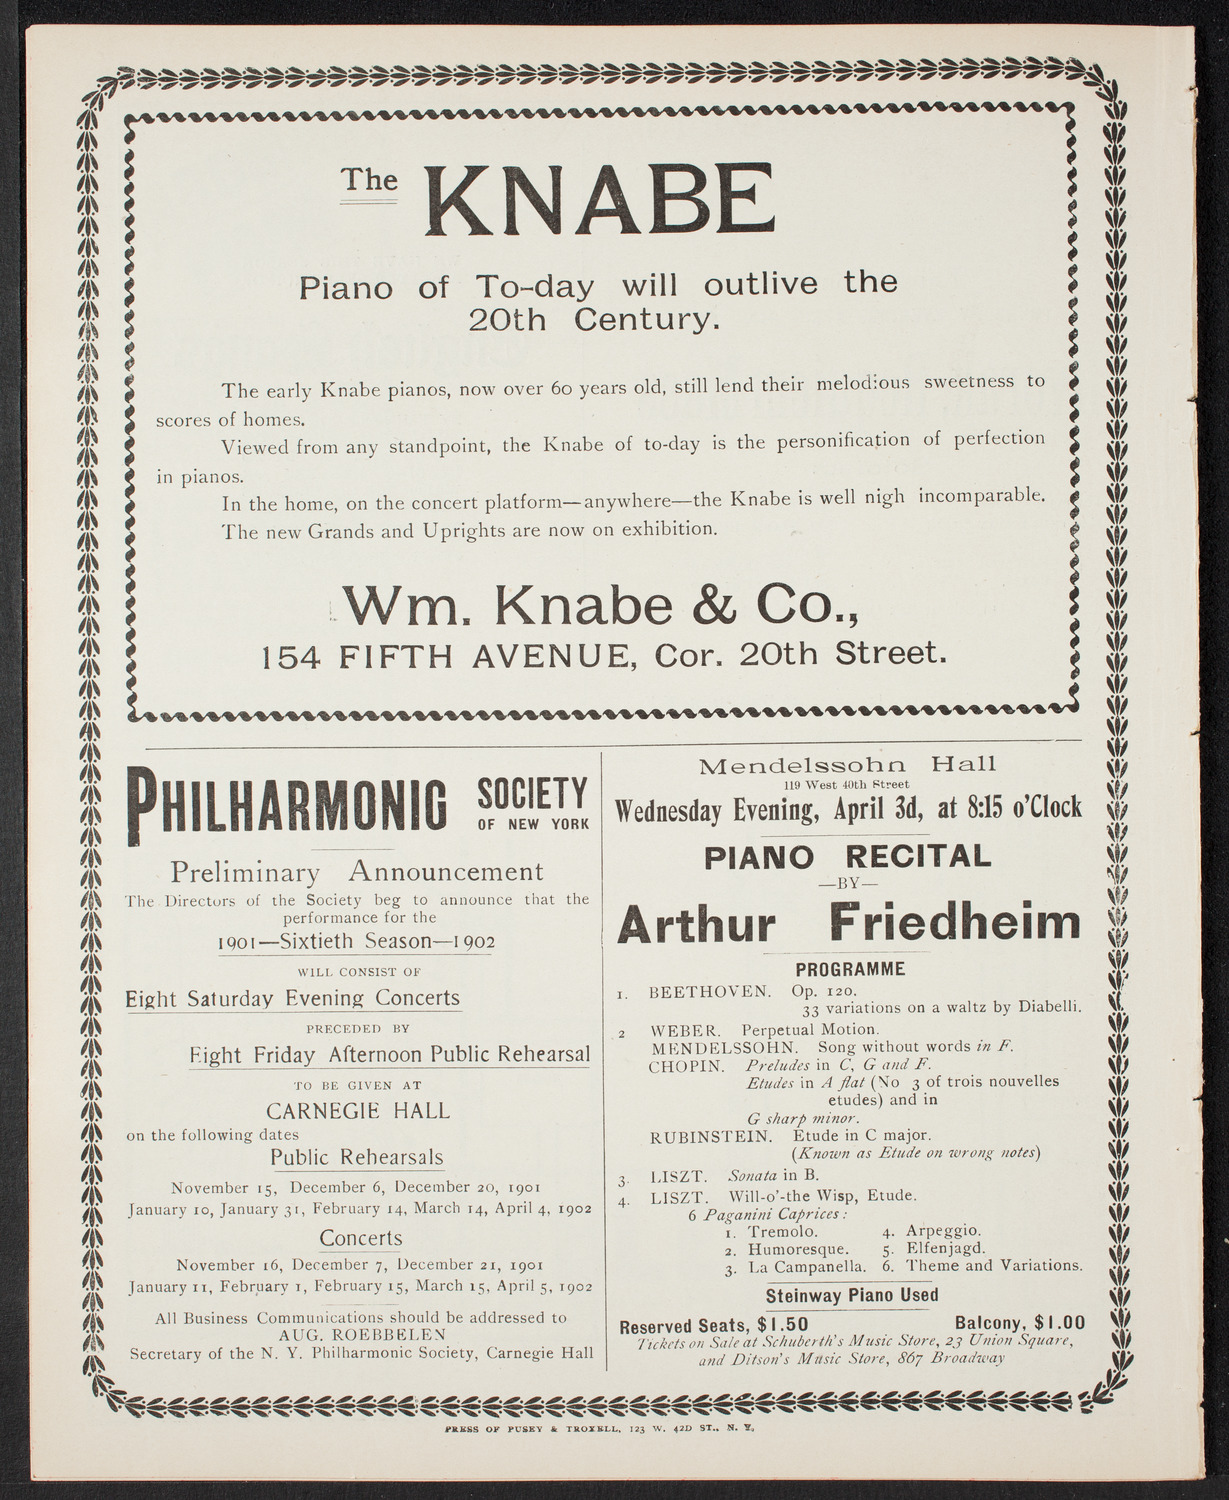 The KNABE
Piano of To-day will outlive the
20th Century.
The early Knabe pianos, now over 60 years old, still lend their melodious sweetness to
scores of homes.
Viewed from any standpoint, the Knabe of to-day is the personification of perfection
in pianos.
In the home, on the concert platform—anywhere—the Knabe is well nigh incomparable.
The new Grands and Uprights are now on exhibition.
Wm. Knabe & Co.,
154 FIFTH AVENUE, Cor. 20th Street.
PHILHARMONIC SOCIETY
OF NEW YORK
Preliminary Announcement
The Directors of the Society beg to announce that the
performance for the
1901—Sixtieth Season—1902
WILL CONSIST OF
Eight Saturday Evening Concerts
PRECEDED BY
Eight Friday Afternoon Public Rehearsal
TO BE GIVEN AT
CARNEGIE HALL
on the following dates
Public Rehearsals
November 15, December 6, December 20, 1901
January 10, January 31, February 14, March 14, April 4, 1902
Concerts
November 16, December 7, December 21, 1901
January 11, February 1, February 15, March 15, April 5, 1902
All Business Communications should be addressed to
AUG. ROEBBELEN
Secretary of the N. Y. Philharmonic Society, Carnegie Hall
Mendelssohn Hall
119 West 40th Street
Wednesday Evening, April 3d, at 8:15 o'Clock
PIANO RECITAL
—BY—
Arthur Friedheim
PROGRAMME
1. BEETHOVEN. Op. 120.
33 variations on a waltz by Diabelli.
2 WEBER. Perpetual Motion.
MENDELSSOHN. Song without words in F.
CHOPIN. Preludes in C, G and F.
Etudes in A flat (No 3 of trois nouvelles
etudes) and in
G sharp minor.
RUBINSTEIN. Etude in C major.
(Known as Etude on wrong notes)
3. LISZT. Sonata in B.
4. LISZT. Will-o'-the Wisp, Etude.
6 Paganini Caprices:
1. Tremolo. 4. Arpeggio.
2. Humoresque. 5. Elfenjagd.
3. La Campanella. 6. Theme and Variations.
Steinway Piano Used
Reserved Seats, $1.50 Balcony, $1.00
Tickets on Sale at Schuberth's Music Store, 23 Union Square,
and Ditson's Music Store, 867 Broadway
PRESS OF PUSEY & TROXELL, 123 W. 42D ST., N. Y.